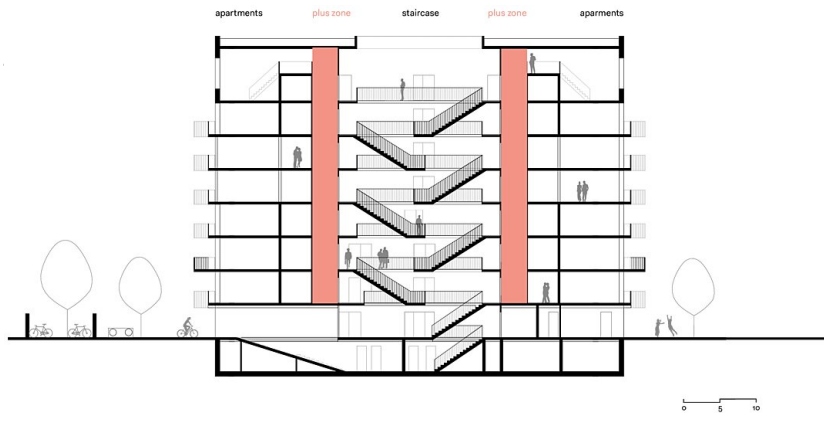 apartments
plus zone
staircase
plus zone
aparments
0 5 10